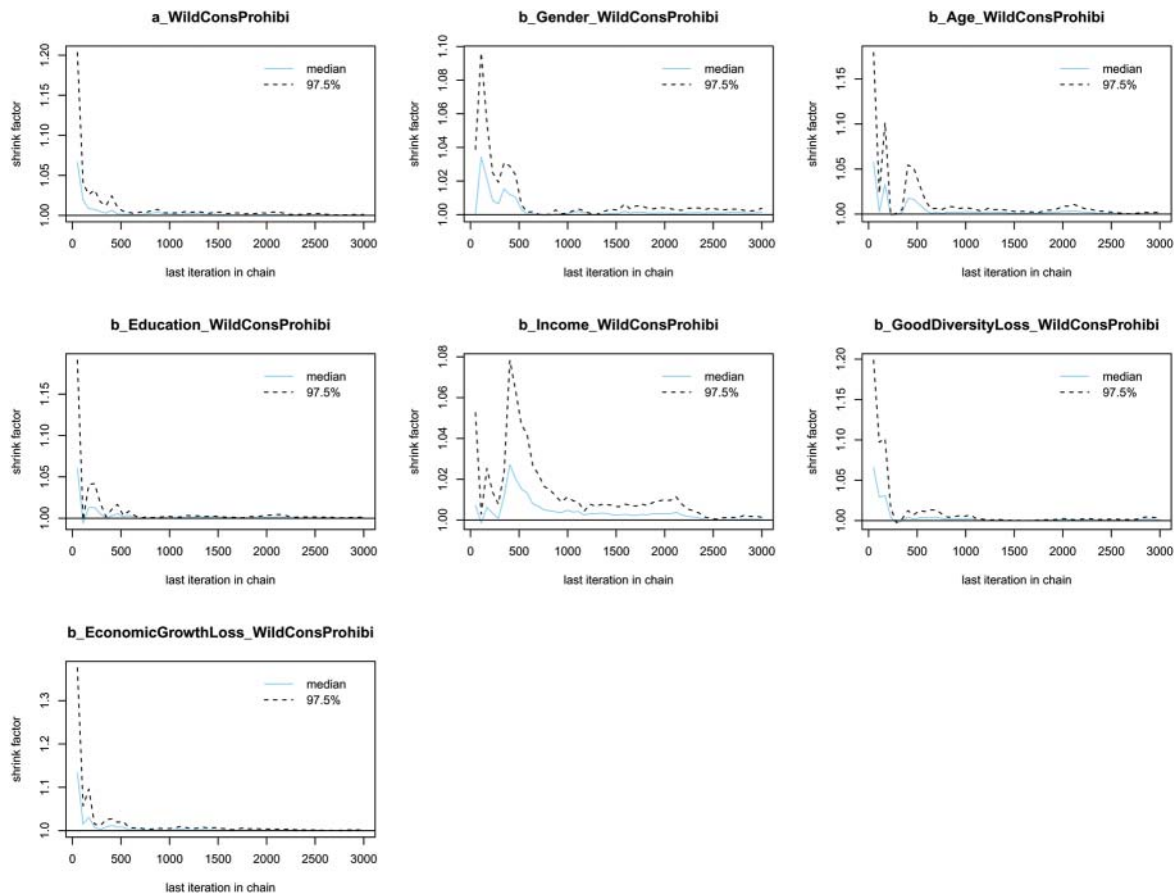 a_WildConsProhibi
shrink factor
1.00 1.05 1.10 1.15 1.20
median
97.5%
0 500 1000 1500 2000 2500 3000
last iteration in chain
b_Gender_WildConsProhibi
shrink factor
1.00 1.02 1.04 1.06 1.08 1.10
median
97.5%
0 500 1000 1500 2000 2500 3000
last iteration in chain
b_Age_WildConsProhibi
shrink factor
1.00 1.05 1.10 1.15
median
97.5%
0 500 1000 1500 2000 2500 3000
last iteration in chain
b_Education_WildConsProhibi
shrink factor
1.00 1.05 1.10 1.15
median
97.5%
0 500 1000 1500 2000 2500 3000
last iteration in chain
b_Income_WildConsProhibi
shrink factor
1.00 1.02 1.04 1.06 1.08
median
97.5%
0 500 1000 1500 2000 2500 3000
last iteration in chain
b_GoodDiversityLoss_WildConsProhibi
shrink factor
1.00 1.05 1.10 1.15 1.20
median
97.5%
0 500 1000 1500 2000 2500 3000
last iteration in chain
b_EconomicGrowthLoss_WildConsProhibi
shrink factor
1.0 1.1 1.2 1.3
median
97.5%
0 500 1000 1500 2000 2500 3000
last iteration in chain